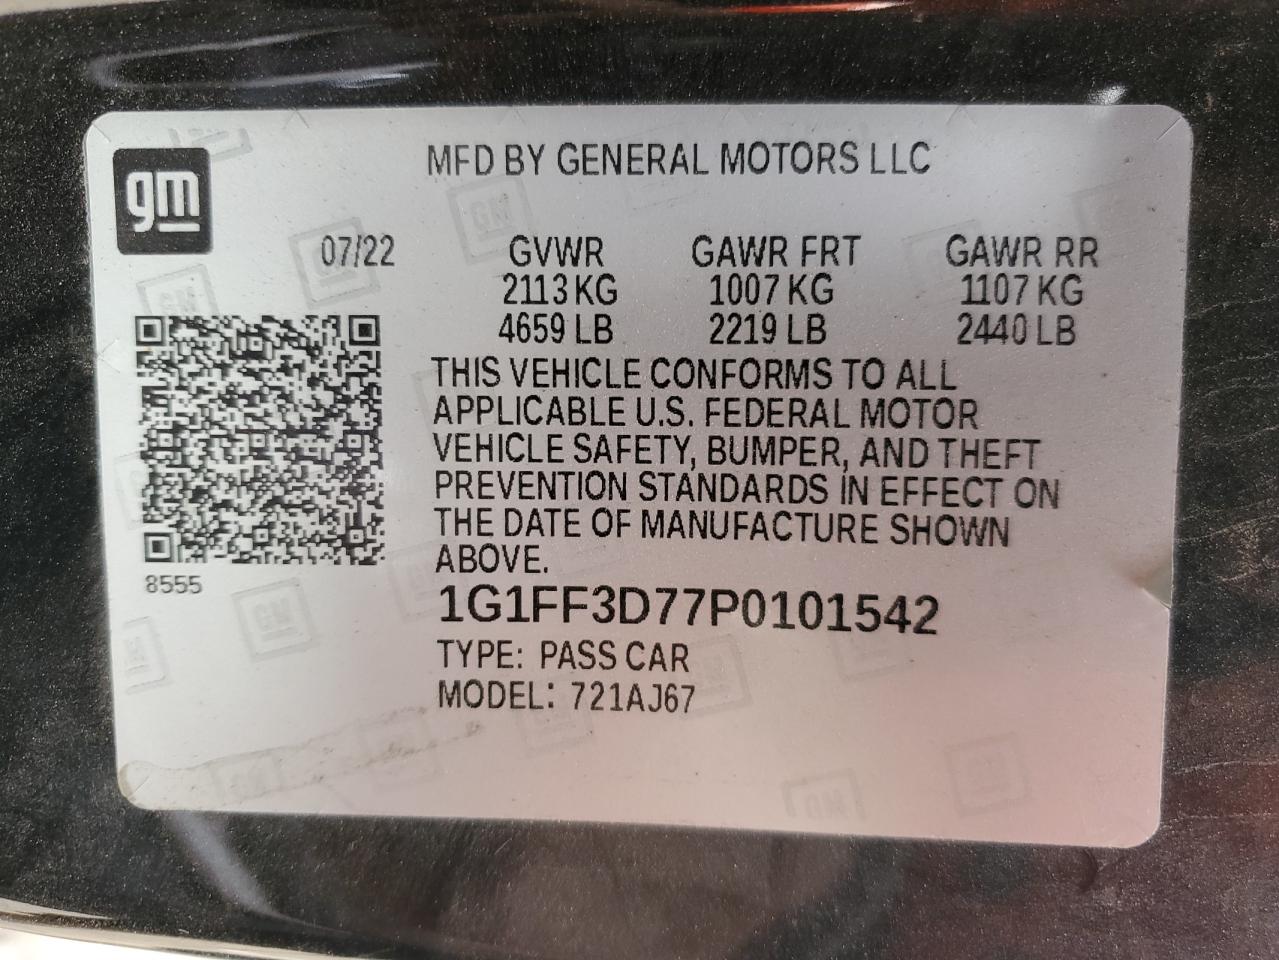 gm
MFD BY GENERAL MOTORS LLC
07/22 GVWR GAWR FRT GAWR RR
2113 KG 1007 KG 1107 KG
4659 LB 2219 LB 2440 LB
THIS VEHICLE CONFORMS TO ALL
APPLICABLE U.S. FEDERAL MOTOR
VEHICLE SAFETY, BUMPER, AND THEFT
PREVENTION STANDARDS IN EFFECT ON
THE DATE OF MANUFACTURE SHOWN
ABOVE.
8555
1G1FF3D77P0101542
TYPE: PASS CAR
MODEL: 721AJ67